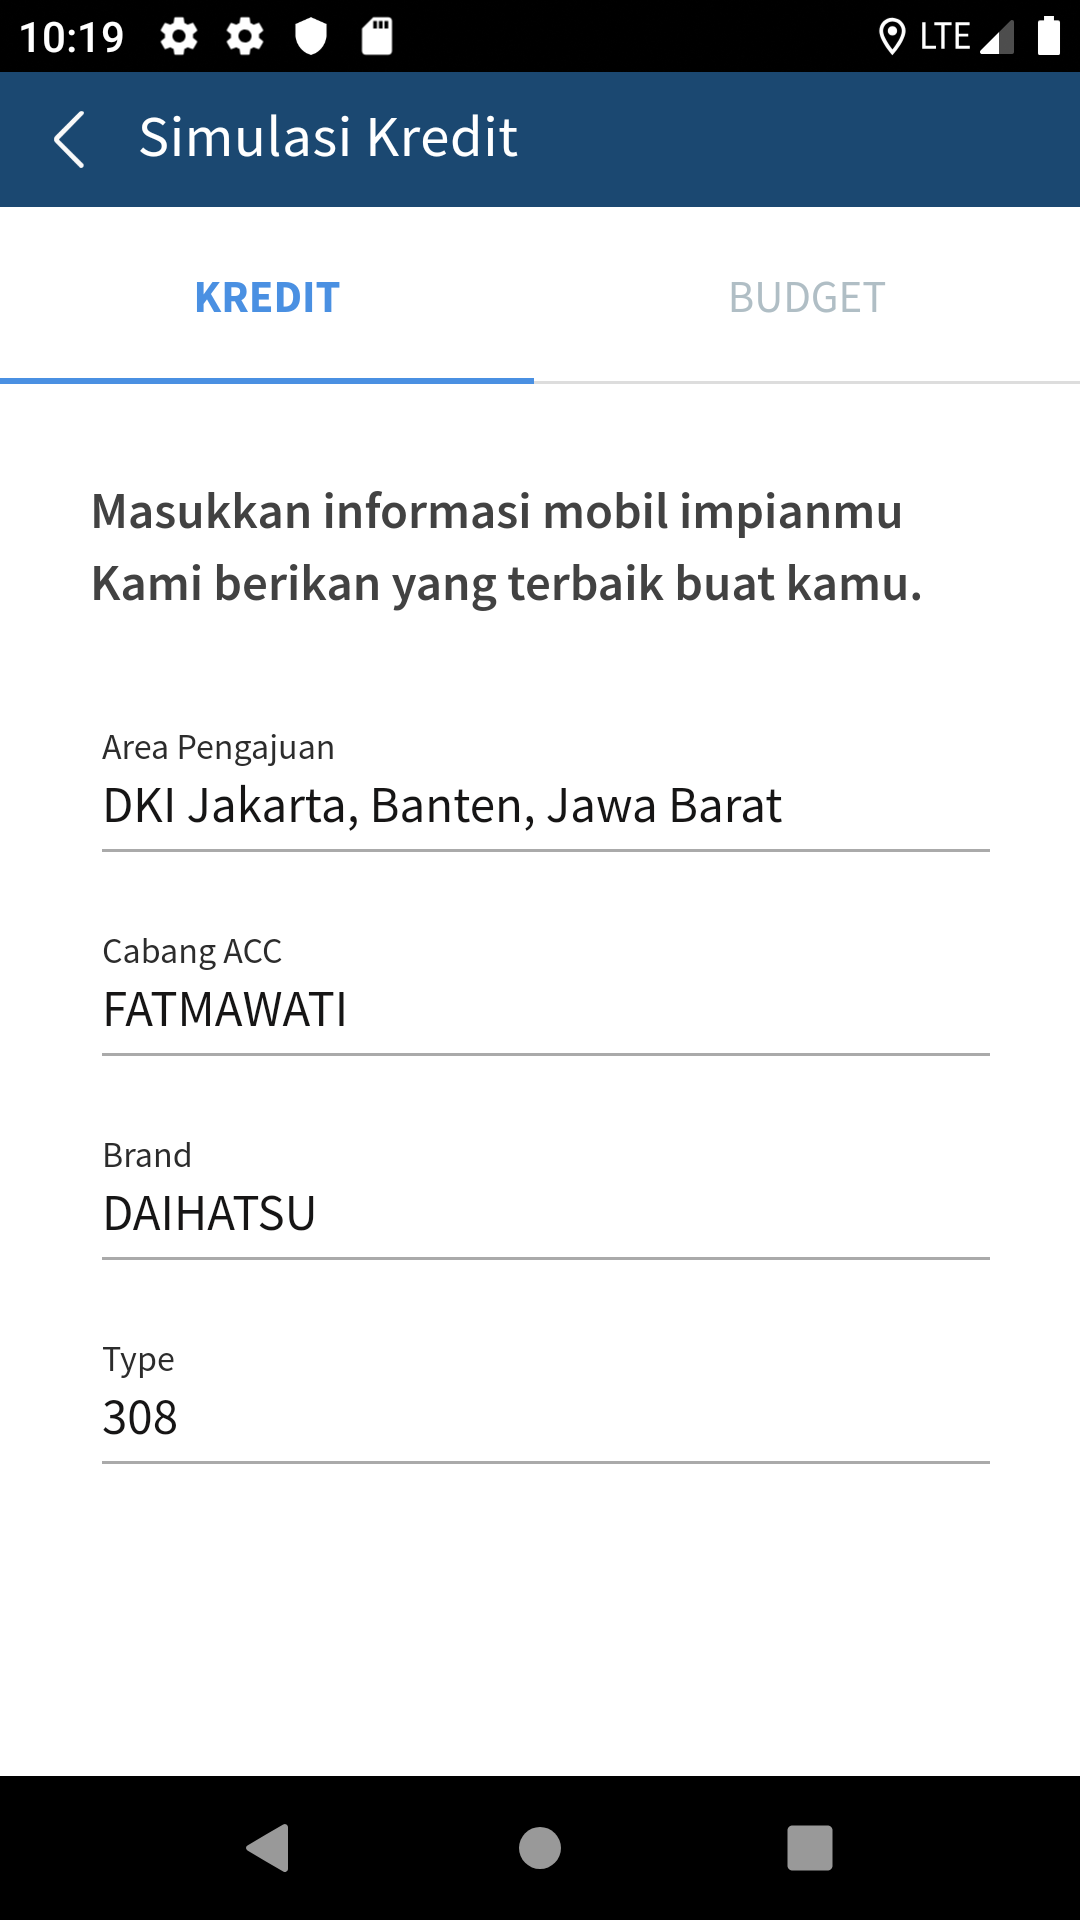 10:19
LTE
Simulasi Kredit
KREDIT
BUDGET
Masukkan informasi mobil impianmu
Kami berikan yang terbaik buat kamu.
Area Pengajuan
DKI Jakarta, Banten, Jawa Barat
Cabang ACC
FATMAWATI
Brand
DAIHATSU
Type
308